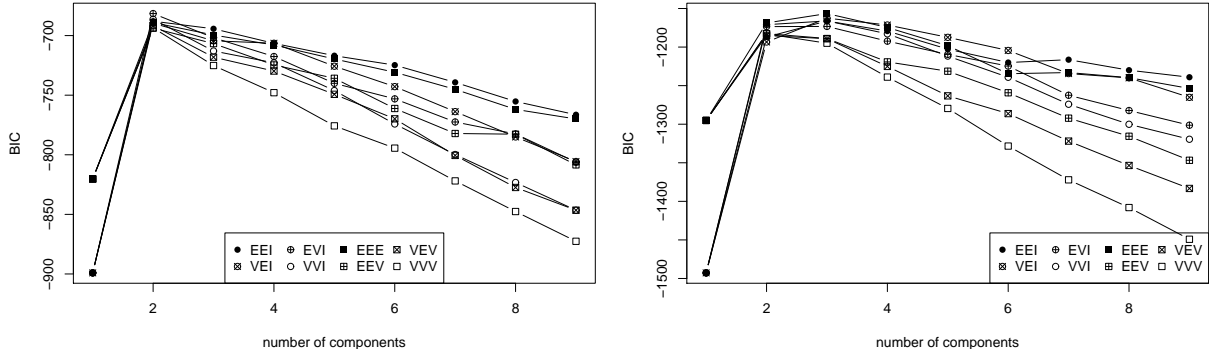 -700
-750
-800
-850
-900
BIC
2
4
6
8
number of components
EEI
EVI
EEE
VEV
VEI
VVI
EEV
VVV
-1200
-1300
-1400
-1500
BIC
2
4
6
8
number of components
EEI
EVI
EEE
VEV
VEI
VVI
EEV
VVV